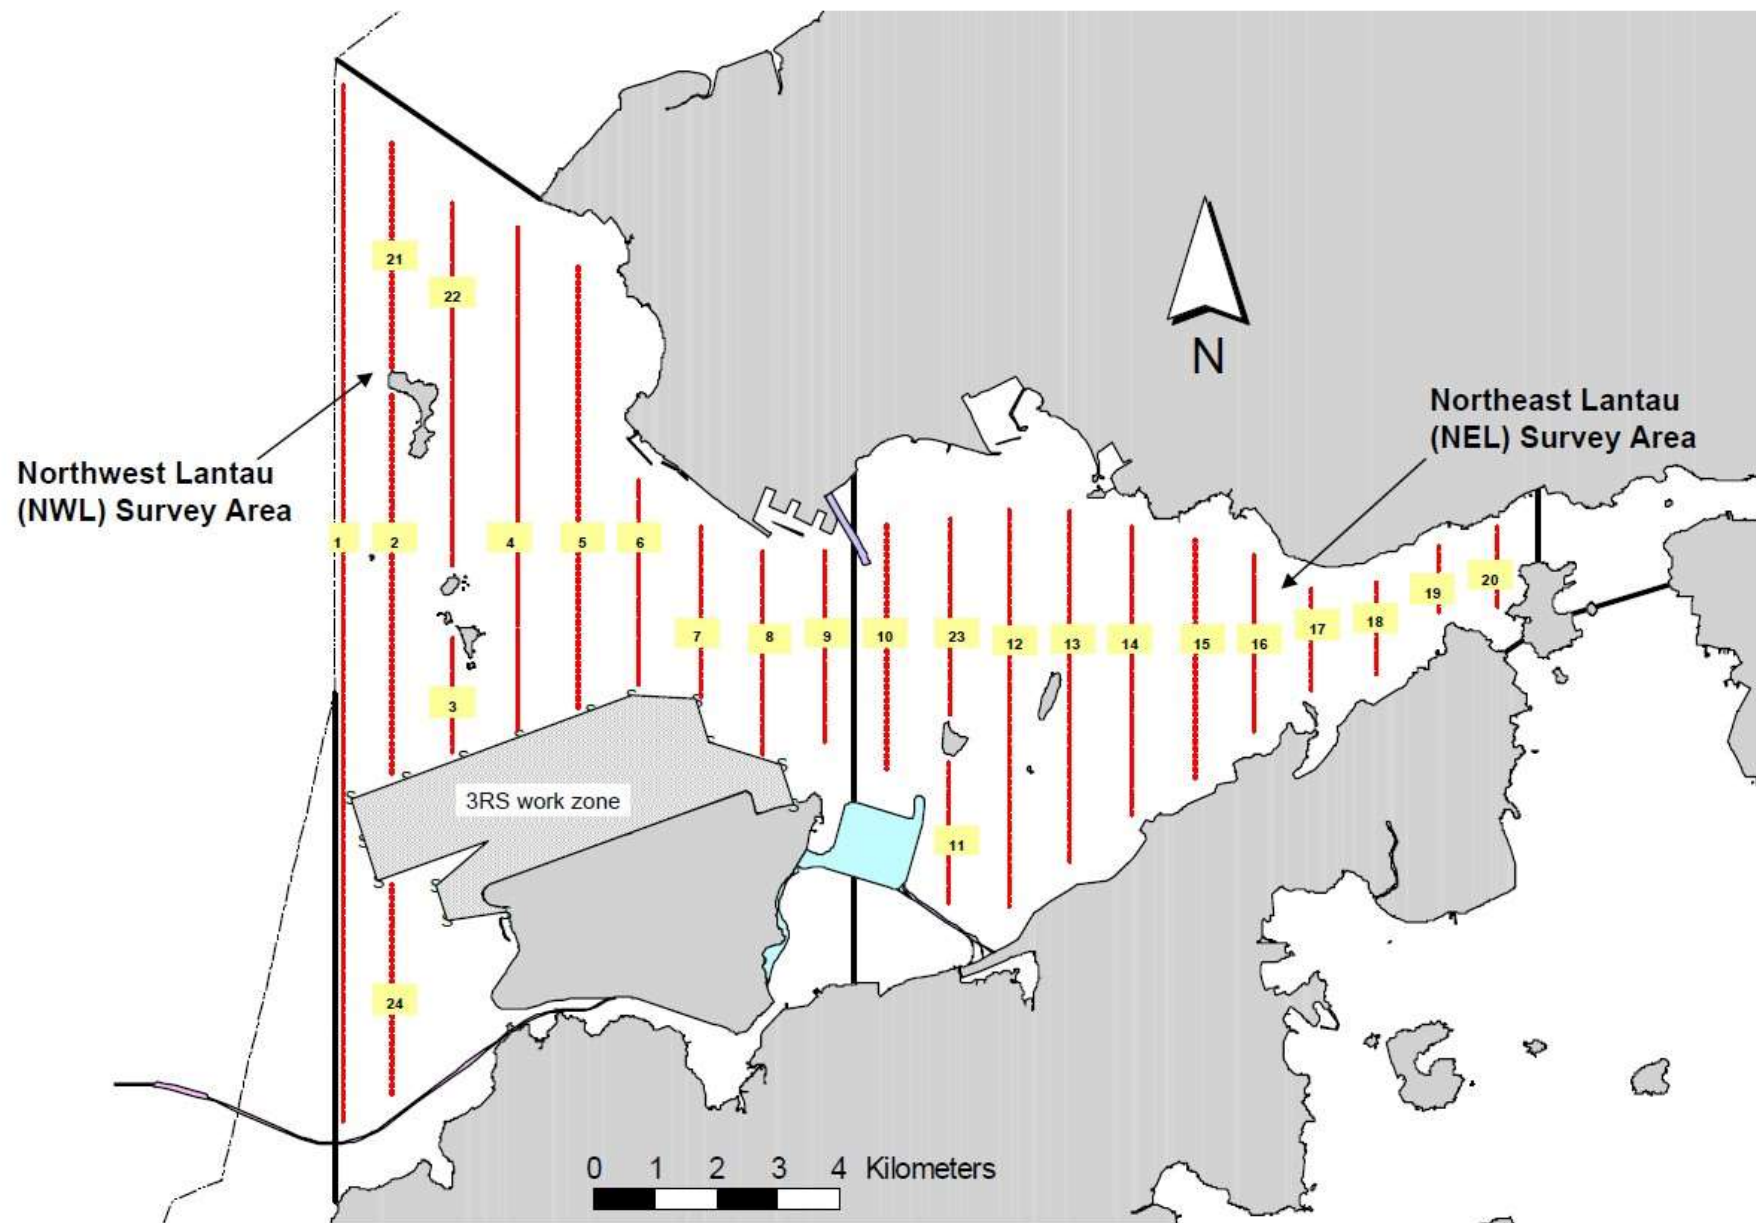 21
22
N
Northeast Lantau
(NEL) Survey Area
Northwest Lantau
(NWL) Survey Area
1
2
4
5
6
7
8
9
10
23
12
13
14
15
16
17
18
19
20
3
S
S
S
S
S
S
S
S
S
3RS work zone
S
S
S
S
S
11
24
0 1 2 3 4 Kilometers